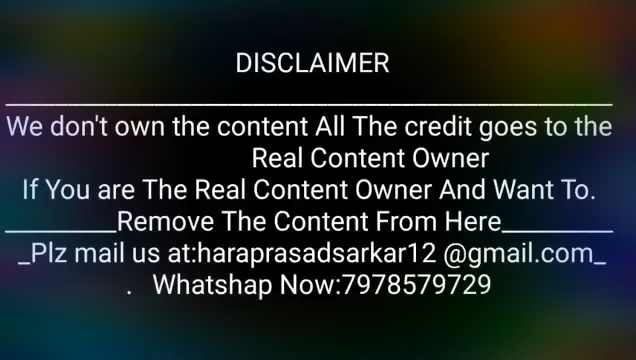 DISCLAIMER
We don't own the content All The credit goes to the
Real Content Owner
If You are The Real Content Owner And Want To.
_________Remove The Content From Here_________
_Plz mail us at:haraprasadsarkar12 @gmail.com_
. Whatshap Now:7978579729